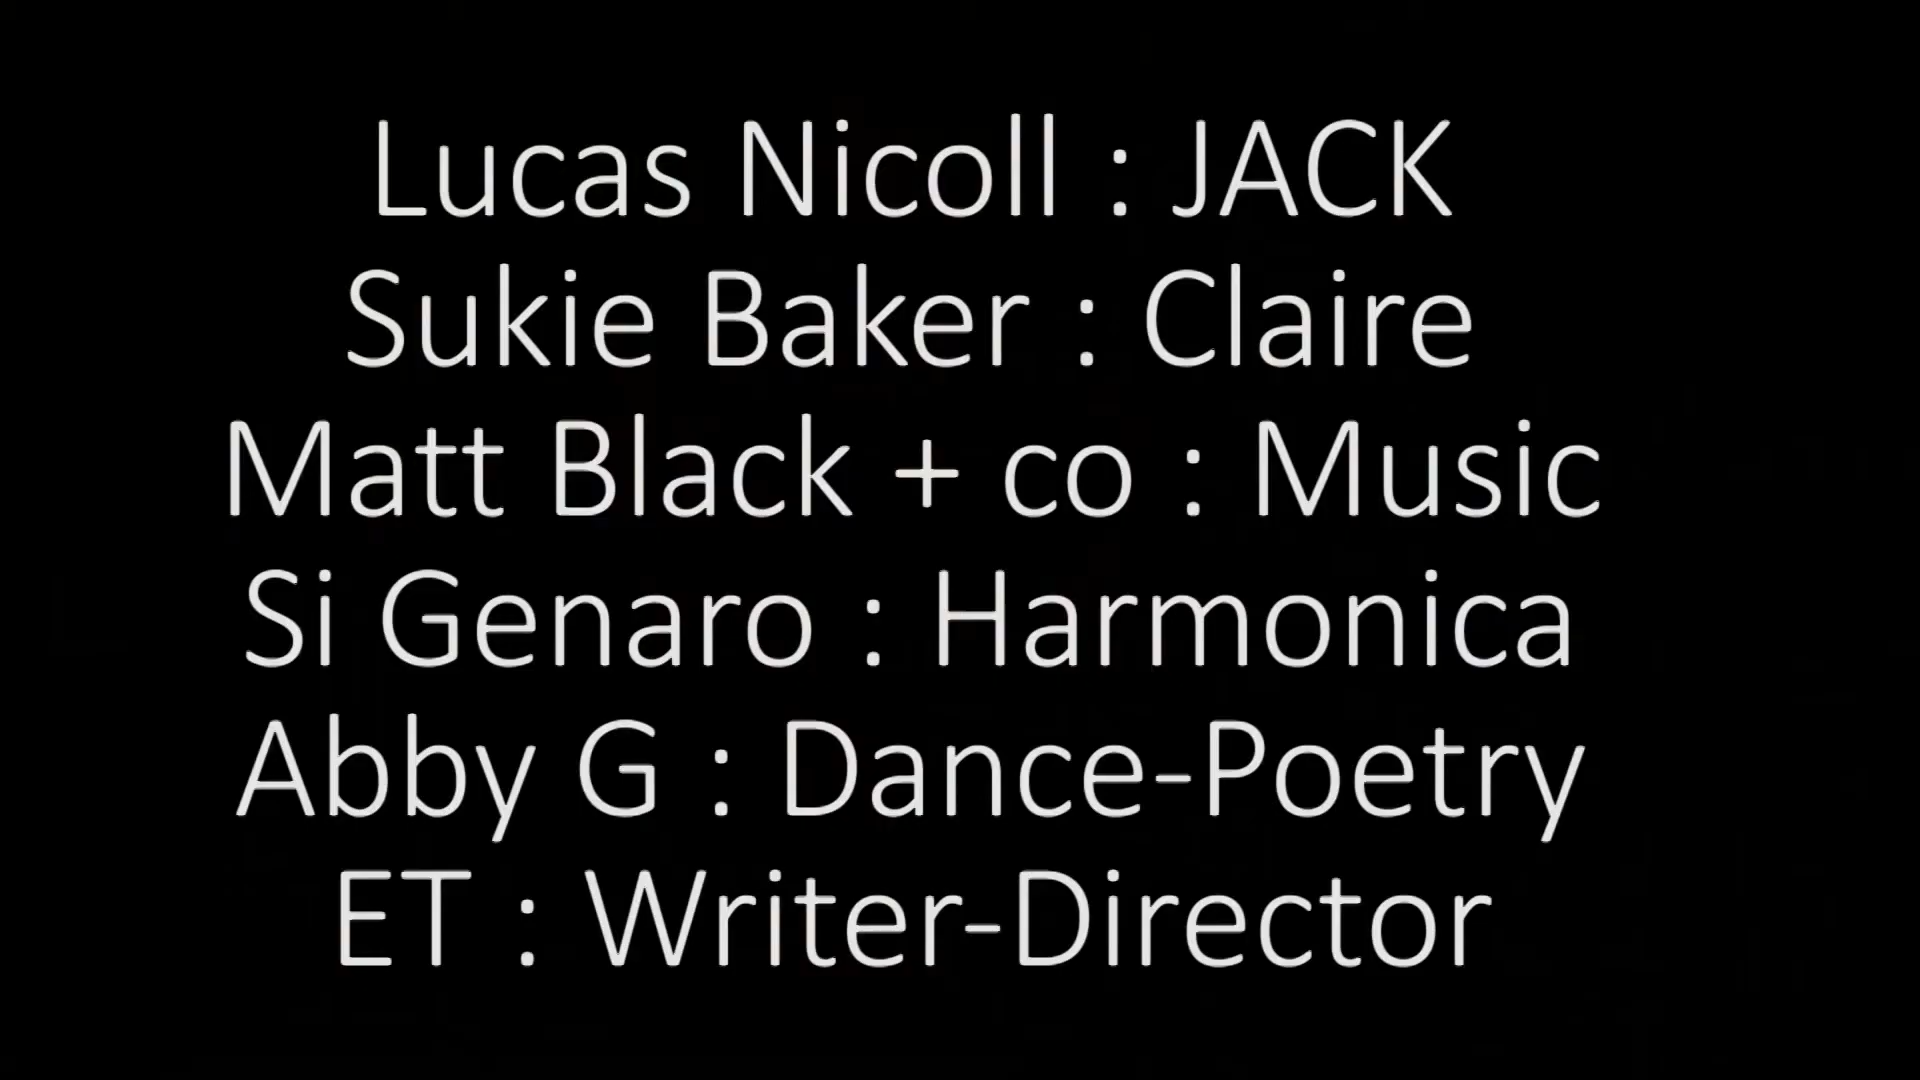 Lucas Nicoll : JACK
Sukie Baker : Claire
Matt Black + co : Music
Si Genaro : Harmonica
Abby G : Dance-Poetry
ET : Writer-Director